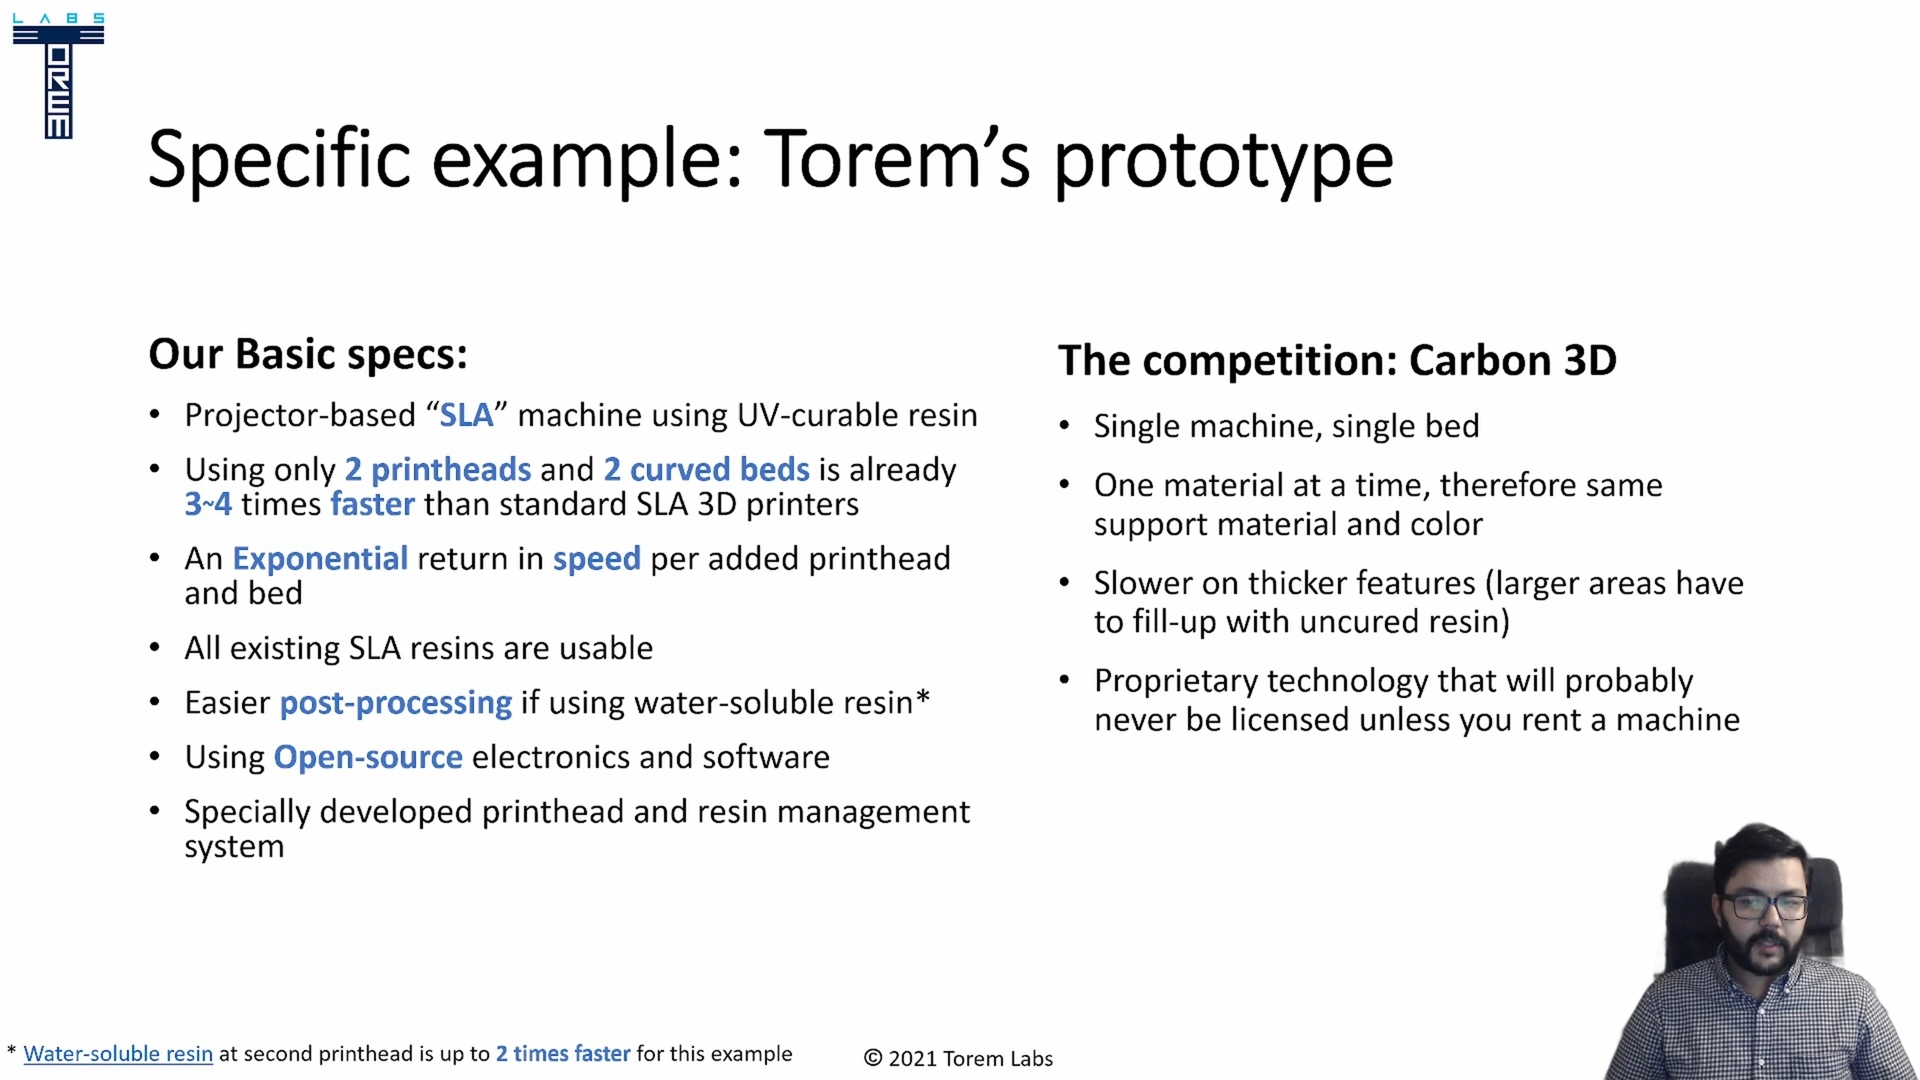 LABS
TOREM
Specific example: Torem’s prototype
Our Basic specs:
• Projector-based “SLA” machine using UV-curable resin
• Using only 2 printheads and 2 curved beds is already
3~4 times faster than standard SLA 3D printers
• An Exponential return in speed per added printhead
and bed
• All existing SLA resins are usable
• Easier post-processing if using water-soluble resin*
• Using Open-source electronics and software
• Specially developed printhead and resin management
system
The competition: Carbon 3D
• Single machine, single bed
• One material at a time, therefore same
support material and color
• Slower on thicker features (larger areas have
to fill-up with uncured resin)
• Proprietary technology that will probably
never be licensed unless you rent a machine
* Water-soluble resin at second printhead is up to 2 times faster for this example
© 2021 Torem Labs